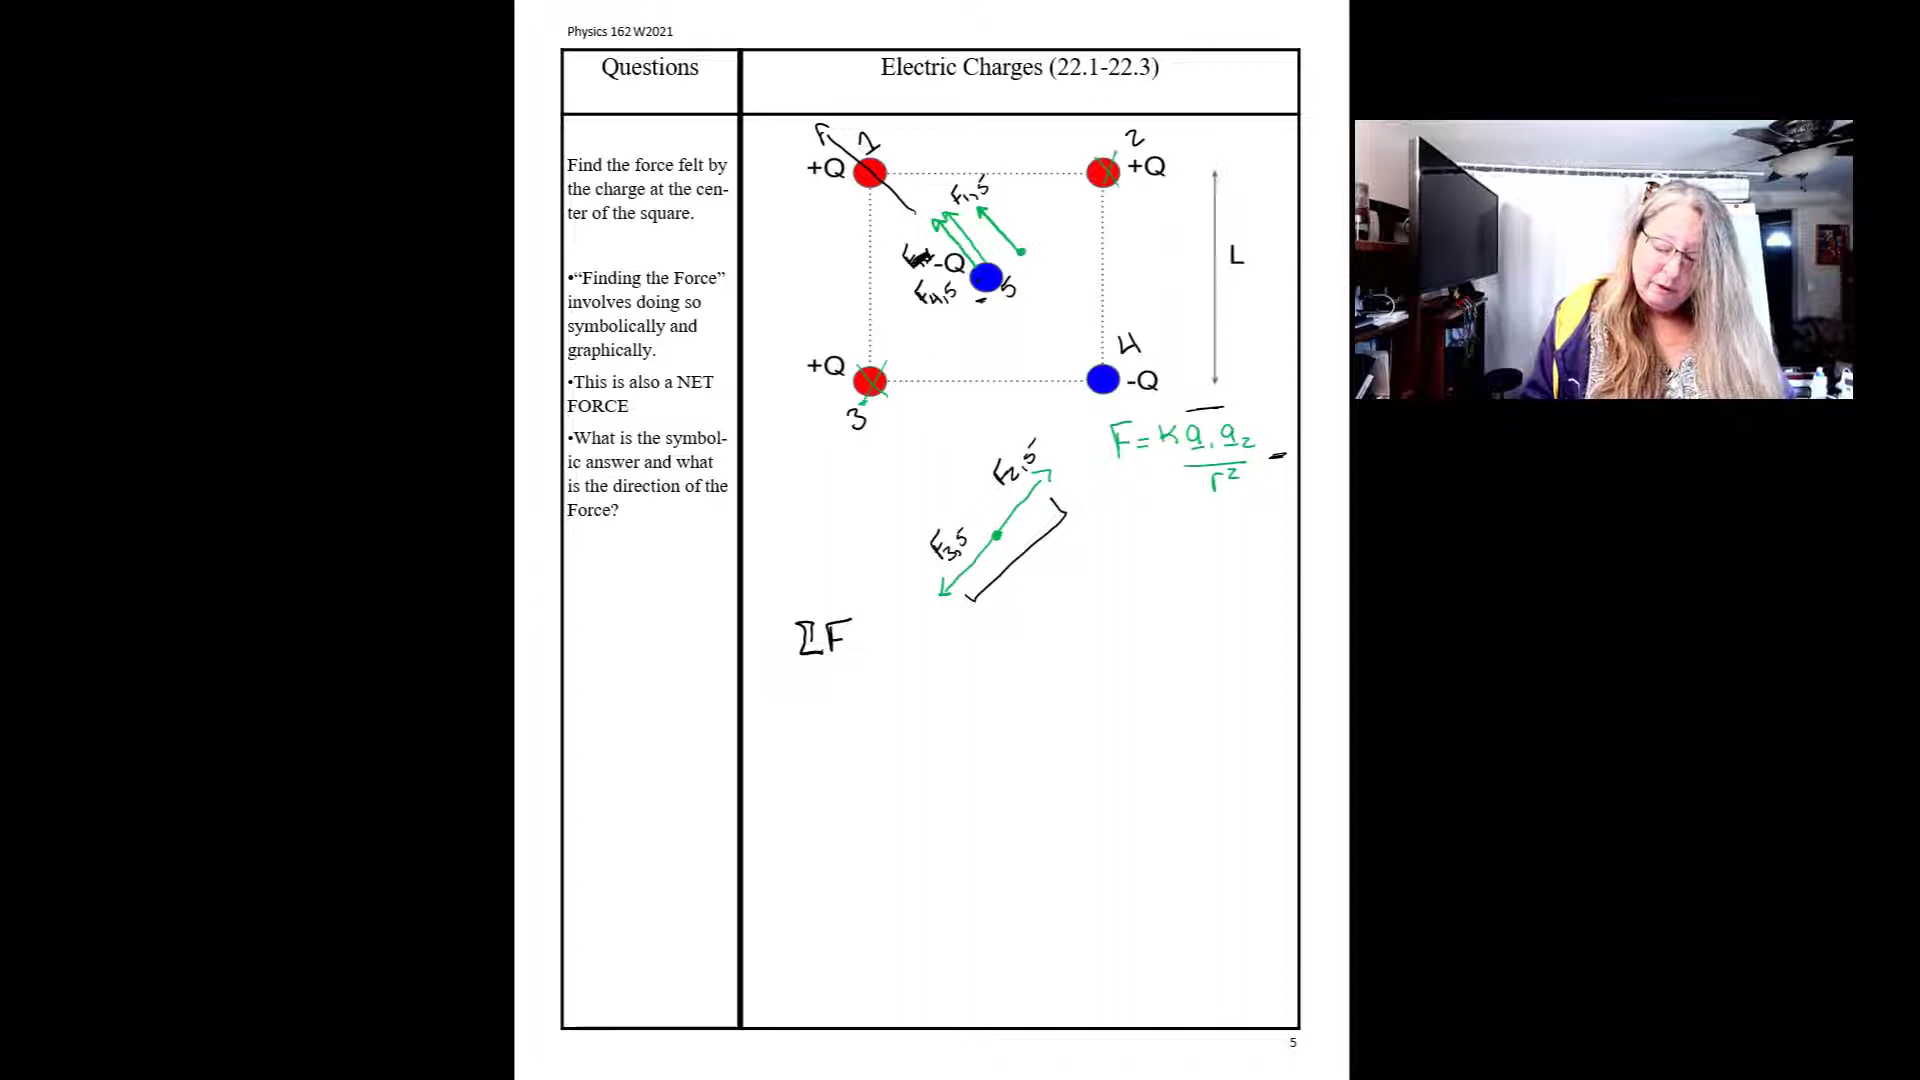 Physics 162 W2021
Questions
Electric Charges (22.1-22.3)
Find the force felt by
the charge at the cen-
ter of the square.
•“Finding the Force”
involves doing so
symbolically and
graphically.
•This is also a NET
FORCE
•What is the symbol-
ic answer and what
is the direction of the
Force?
1
+Q
2
+Q
F1,5
-Q
F4,5
5
-
L
+Q
3
4
-Q
F = K q1 q2 / r² =
F2,5
F3,5
ΣF
5